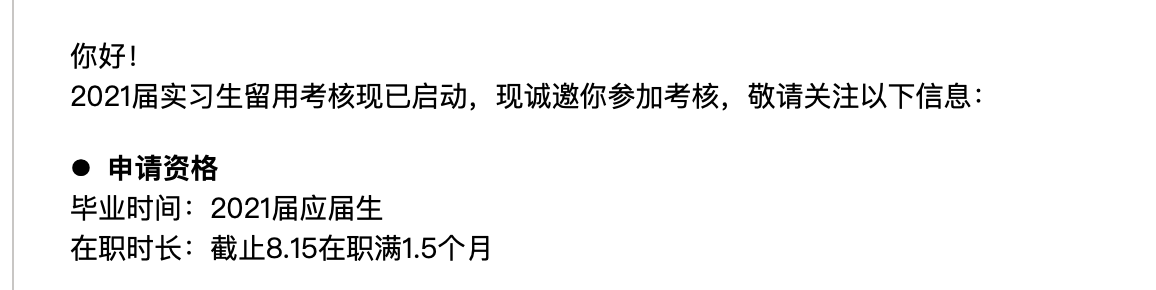 你好！
2021届实习生留用考核现已启动，现诚邀你参加考核，敬请关注以下信息：
● 申请资格
毕业时间：2021届应届生
在职时长：截止8.15在职满1.5个月